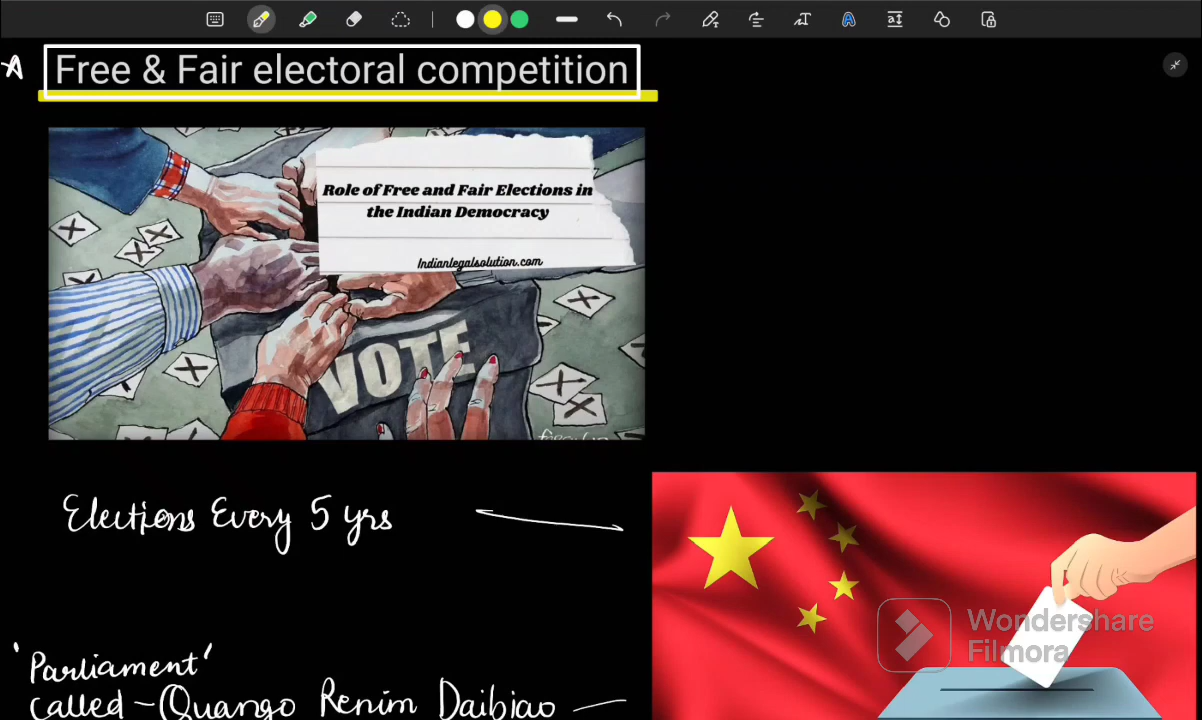 A Free & Fair electoral competition
Role of Free and Fair Elections in
the Indian Democracy
Indianlegalsolution.com
VOTE
Elections Every 5 yrs
'Parliament'
called - Quango Renim Daibiao
Wondershare
Filmora